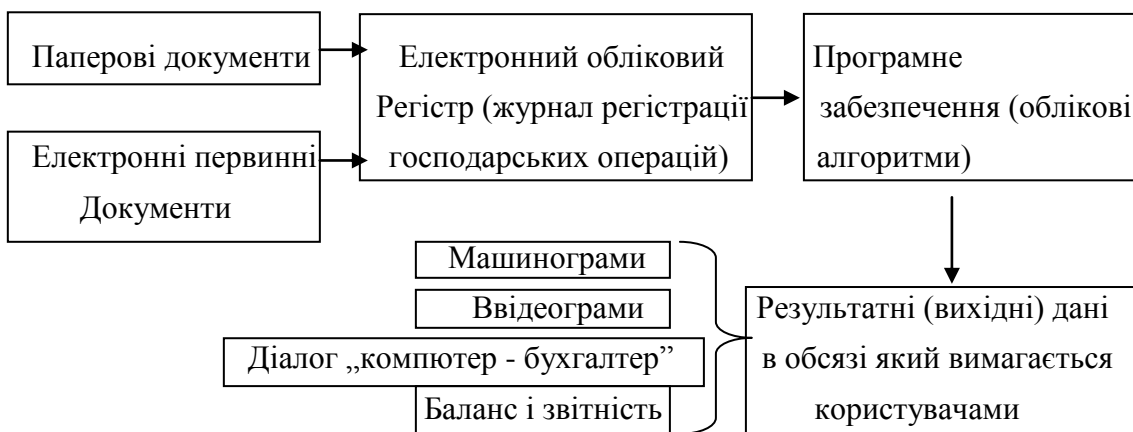 Паперові документи
Електронні первинні
Документи
Електронний обліковий
Регістр (журнал регістрації
господарських операцій)
Програмне
забезпечення (облікові
алгоритми)
Машинограми
Ввідеограми
Діалог „компютер - бухгалтер”
Баланс і звітність
Результатні (вихідні) дані
в обсязі який вимагається
користувачами